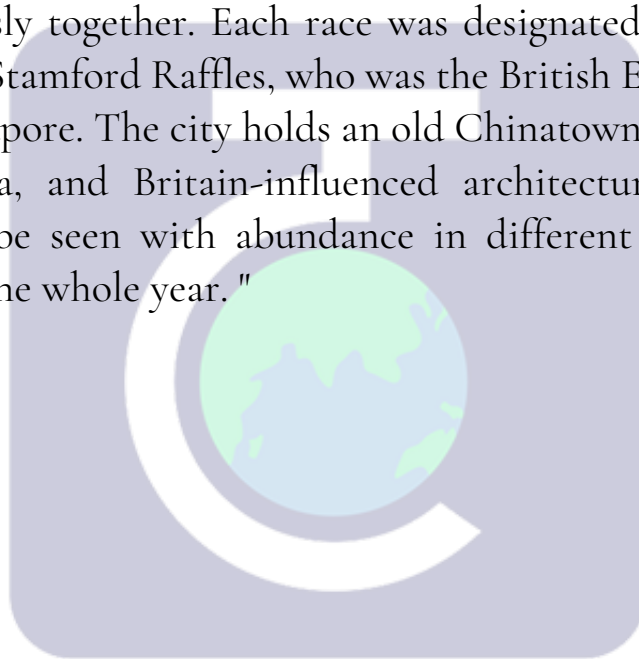 sly together. Each race was designated
Stamford Raffles, who was the British E
pore. The city holds an old Chinatown
a, and Britain-influenced architectur
be seen with abundance in different
he whole year. "